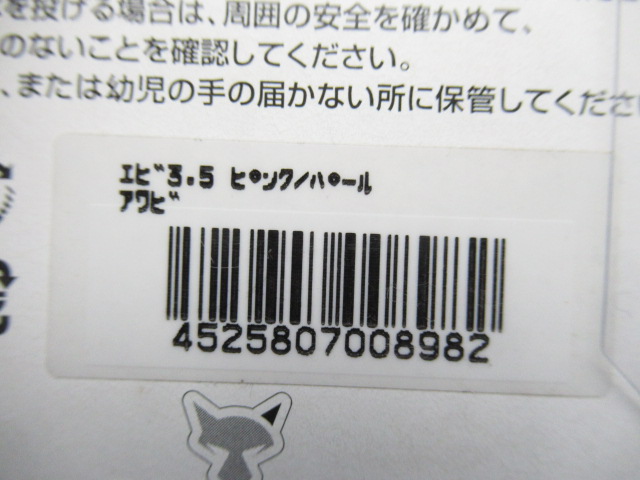 を投げる場合は、周囲の安全を確かめて、
のないことを確認してください。
、または幼児の手の届かない所に保管してくださ
エビ3.5 ピンク/パール
アワビ
4525807008982